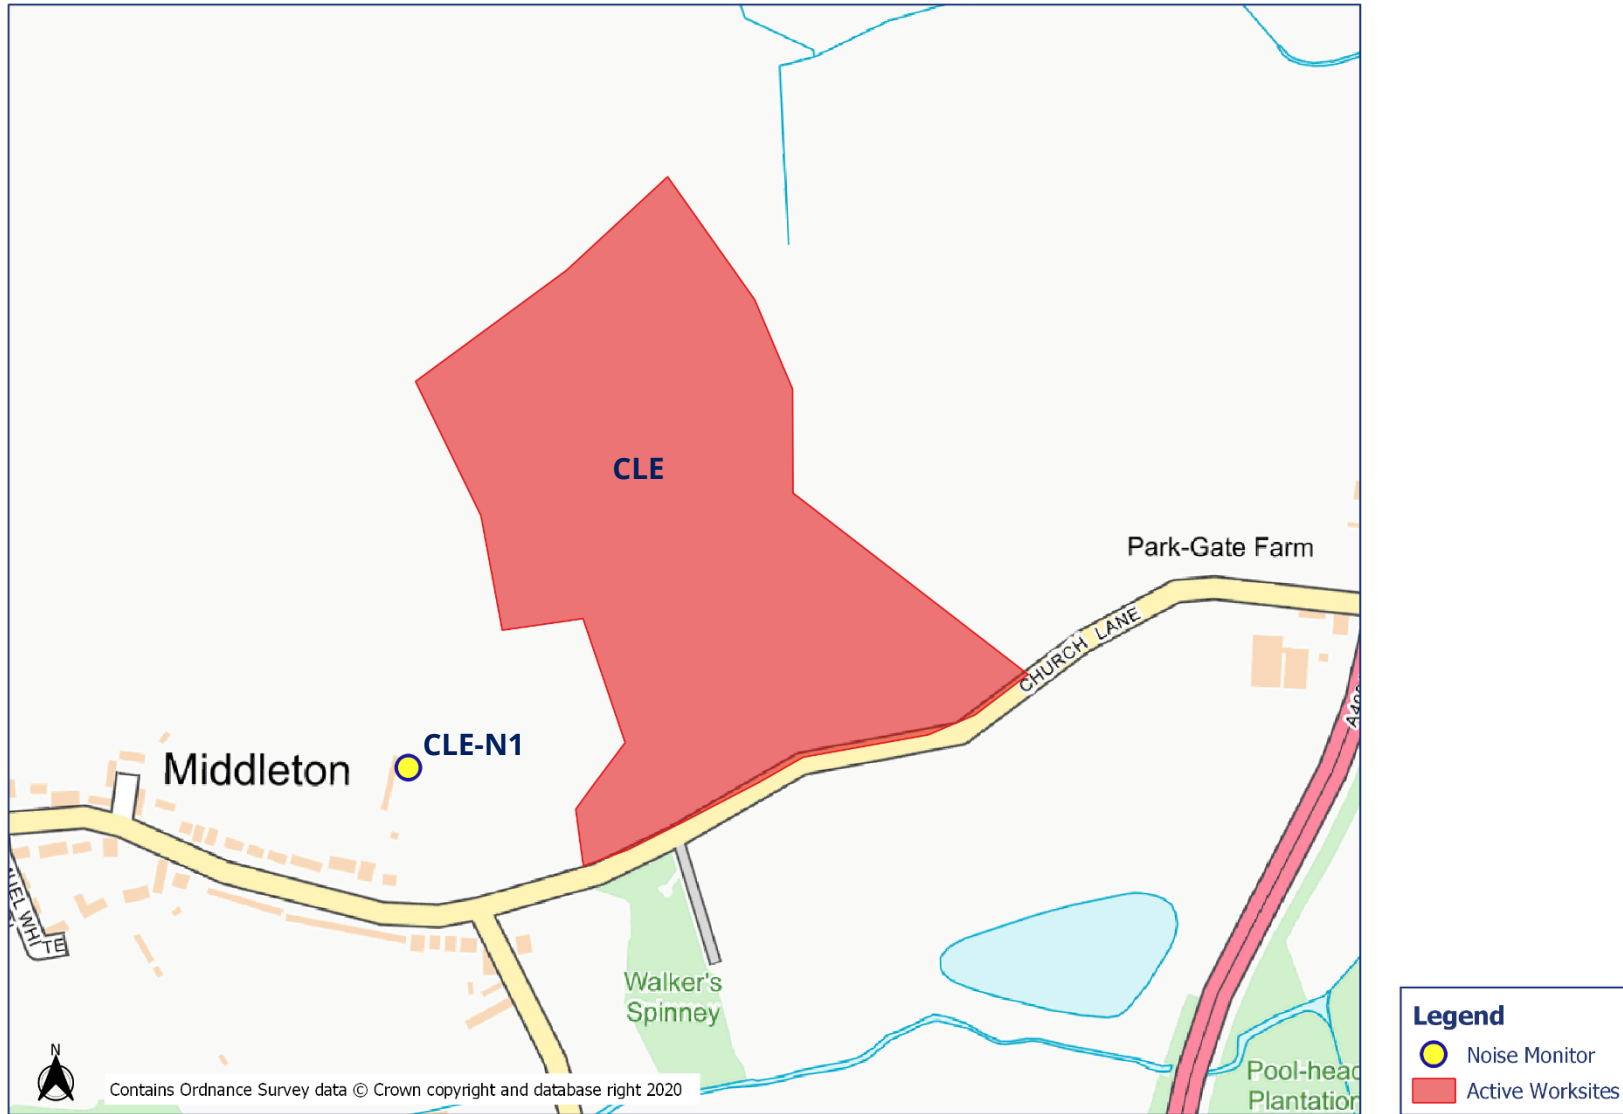 CLE
Park-Gate Farm
CHURCH LANE
CLE-N1
Middleton
Walker's
Spinney
Pool-head
Plantation
N
Contains Ordnance Survey data © Crown copyright and database right 2020
Legend
Noise Monitor
Active Worksites